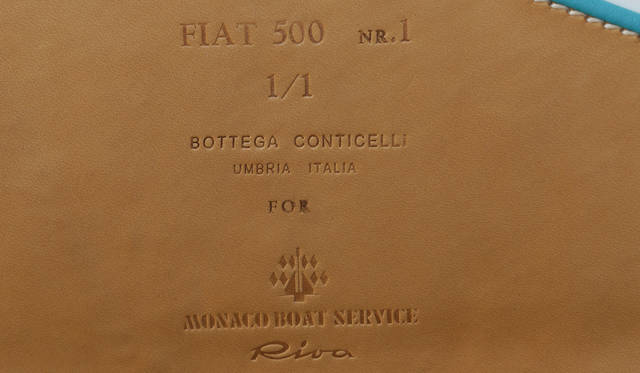 FIAT 500 NR.1
1/1
BOTTEGA CONTICELLi
UMBRIA ITALIA
FOR
MONACO BOAT SERVICE
Riva